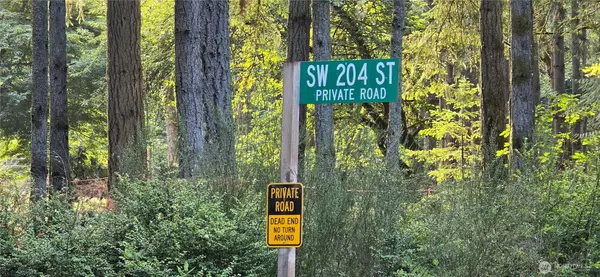 SW 204 ST
PRIVATE ROAD
PRIVATE
ROAD
DEAD END
NO TURN
AROUND